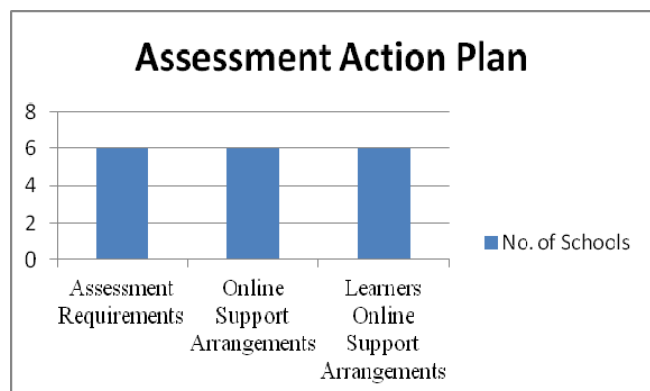 Assessment Action Plan
8
6
4
2
0
Assessment
Requirements
Online
Support
Arrangements
Learners
Online
Support
Arrangements
No. of Schools